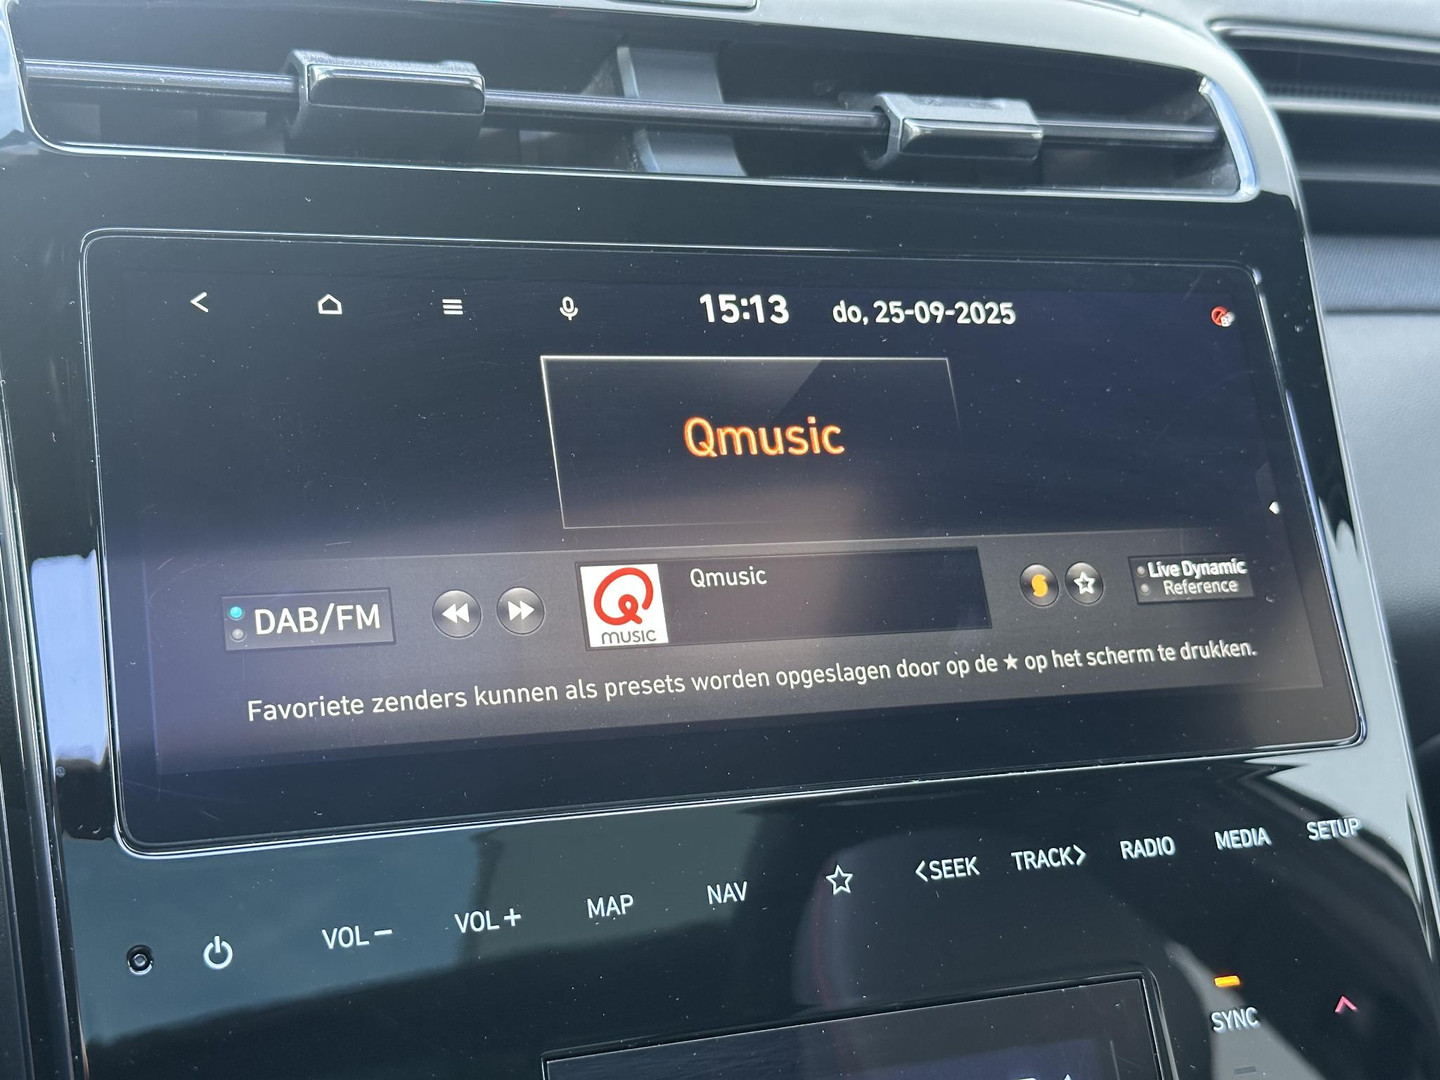 15:13 do, 25-09-2025
Qmusic
DAB/FM
MUSIC
Qmusic
Live Dynamic
Reference
Favoriete zenders kunnen als presets worden opgeslagen door op de ★ op het scherm te drukken.
VOL− VOL+ MAP NAV <SEEK TRACK> RADIO MEDIA SETUP
SYNC